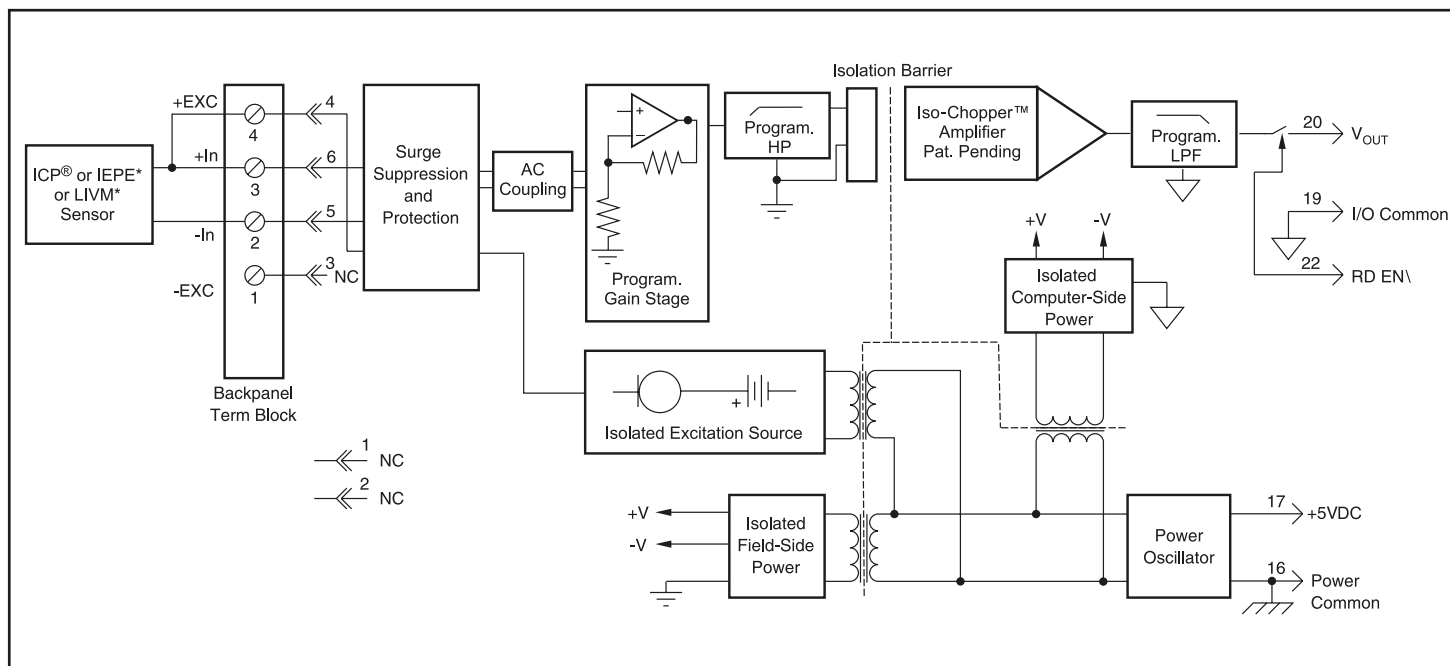 Isolation Barrier
+EXC
4
4
+In
6
3
-In
5
2
3
NC
-EXC
1
ICP® or IEPE*
or LIVM*
Sensor
Backpanel
Term Block
1
NC
2
NC
Surge
Suppression
and
Protection
AC
Coupling
+
−
Program.
Gain Stage
Program.
HP
Iso-Chopper™
Amplifier
Pat. Pending
Program.
LPF
20
VOUT
19
I/O Common
22
RD EN\
+V
-V
Isolated
Computer-Side
Power
+
Isolated Excitation Source
+V
-V
Isolated
Field-Side
Power
Power
Oscillator
17
+5VDC
16
Power
Common